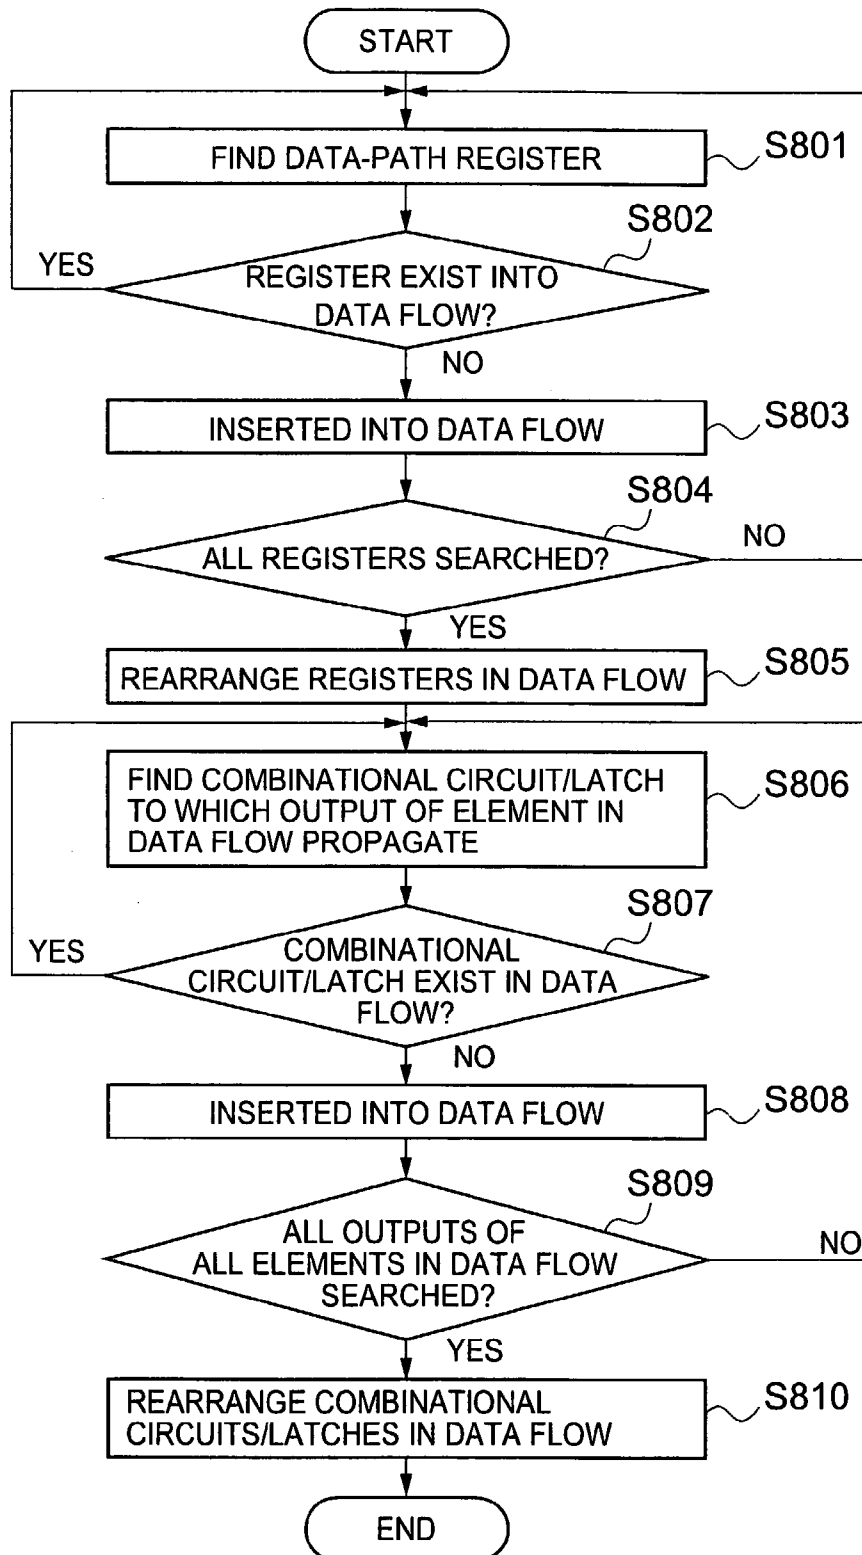 START
FIND DATA-PATH REGISTER
S801
S802
YES
REGISTER EXIST INTO
DATA FLOW?
NO
INSERTED INTO DATA FLOW
S803
S804
ALL REGISTERS SEARCHED?
NO
YES
REARRANGE REGISTERS IN DATA FLOW
S805
FIND COMBINATIONAL CIRCUIT/LATCH
TO WHICH OUTPUT OF ELEMENT IN
DATA FLOW PROPAGATE
S806
S807
YES
COMBINATIONAL
CIRCUIT/LATCH EXIST IN DATA
FLOW?
NO
INSERTED INTO DATA FLOW
S808
S809
ALL OUTPUTS OF
ALL ELEMENTS IN DATA FLOW
SEARCHED?
NO
YES
REARRANGE COMBINATIONAL
CIRCUITS/LATCHES IN DATA FLOW
S810
END